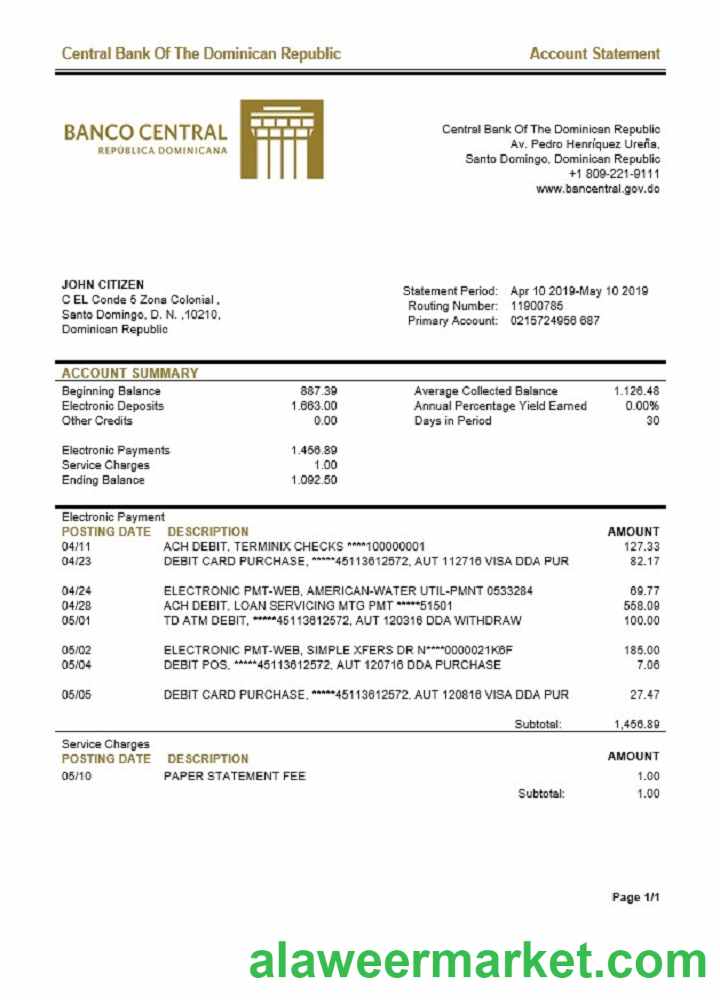 Central Bank Of The Dominican Republic Account Statement
BANCO CENTRAL
REPÚBLICA DOMINICANA
Central Bank Of The Dominican Republic
Av. Pedro Henríquez Ureña,
Santo Domingo, Dominican Republic
+1 809-221-9111
www.bancentral.gov.do
JOHN CITIZEN
C EL Conde 5 Zona Colonial ,
Santo Domingo, D. N. ,10210,
Dominican Republic
Statement Period: Apr 10 2019-May 10 2019
Routing Number: 11900785
Primary Account: 0215724956 687
ACCOUNT SUMMARY
Beginning Balance 887.39 Average Collected Balance 1.126.48
Electronic Deposits 1.663.00 Annual Percentage Yield Earned 0.00%
Other Credits 0.00 Days in Period 30
Electronic Payments 1.456.89
Service Charges 1.00
Ending Balance 1.092.50
Electronic Payment
POSTING DATE DESCRIPTION AMOUNT
04/11 ACH DEBIT, TERMINIX CHECKS ****100000001 127.33
04/23 DEBIT CARD PURCHASE, *****45113612572, AUT 112716 VISA DDA PUR 82.17
04/24 ELECTRONIC PMT-WEB, AMERICAN-WATER UTIL-PMNT 0533284 69.77
04/28 ACH DEBIT, LOAN SERVICING MTG PMT *****51501 558.09
05/01 TD ATM DEBIT, *****45113612572, AUT 120316 DDA WITHDRAW 100.00
05/02 ELECTRONIC PMT-WEB, SIMPLE XFERS DR N****0000021K6F 185.00
05/04 DEBIT POS, *****45113612572, AUT 120716 DDA PURCHASE 7.06
05/05 DEBIT CARD PURCHASE, *****45113612572, AUT 120816 VISA DDA PUR 27.47
Subtotal: 1,456.89
Service Charges
POSTING DATE DESCRIPTION AMOUNT
05/10 PAPER STATEMENT FEE 1.00
Subtotal: 1.00
Page 1/1
alaweermarket.com